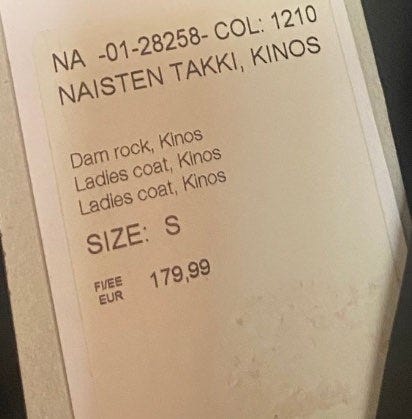 NA -01-28258- COL: 1210
NAISTEN TAKKI, KINOS
Dam rock, Kinos
Ladies coat, Kinos
Ladies coat, Kinos
SIZE: S
FI/EE
EUR 179,99